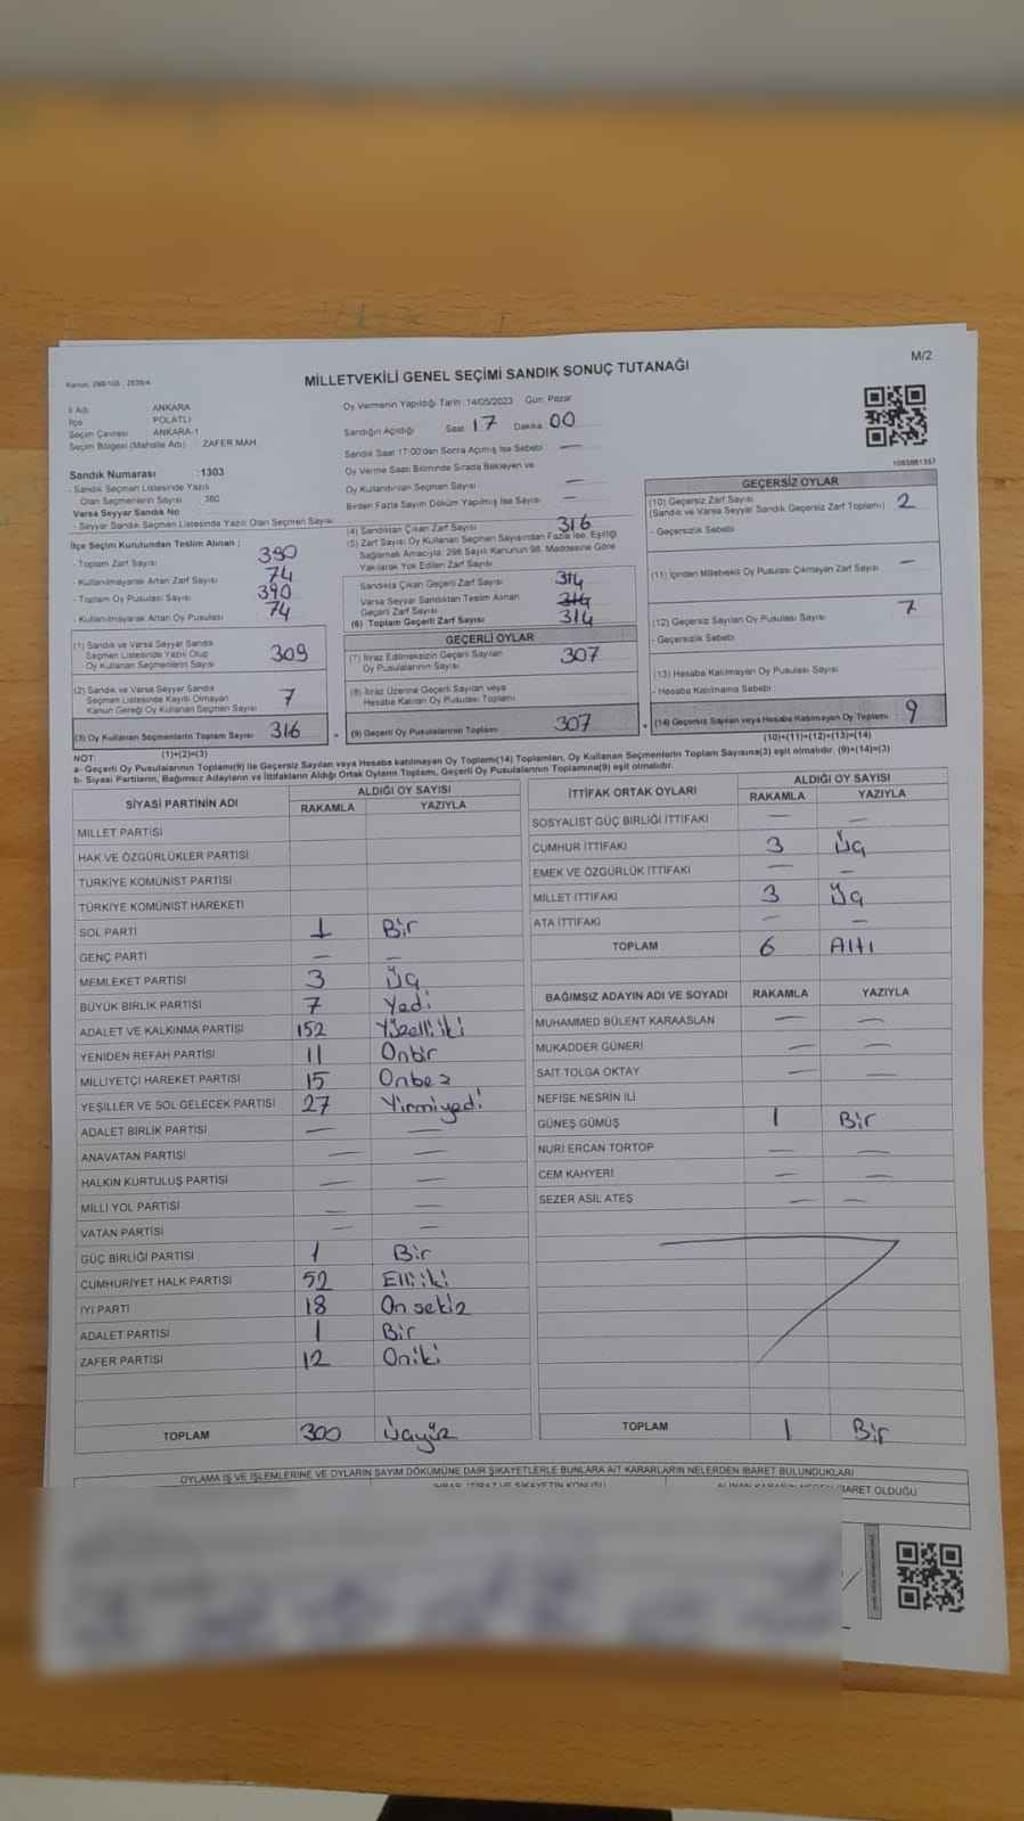 M/2
MİLLETVEKİLİ GENEL SEÇİMİ SANDIK SONUÇ TUTANAĞI
İl Adı : ANKARA
İlçe : POLATLI
Seçim Çevresi : ANKARA-1
Seçim Bölgesi (Mahalle Adı) : ZAFER MAH.
Oy Vermenin Yapıldığı Tarih : 14/05/2023 Gün: Pazar
Sandığın Açıldığı Saat 17 Dakika 00
Sandık Saat 17:00'dan Sonra Açılmış İse Sebebi —
Oy Verme Saati Bitiminde Sırada Bekleyen ve
Oy Kullandırılan Seçmen Sayısı —
Birden Fazla Sayım Döküm Yapılmış İse Sayısı —
Sandık Numarası : 1303
- Sandık Seçmen Listesinde Yazılı
Olan Seçmenlerin Sayısı 360
Varsa Seyyar Sandık No
- Seyyar Sandık Seçmen Listesinde Yazılı Olan Seçmen Sayısı
İlçe Seçim Kurulundan Teslim Alınan ;
- Toplam Zarf Sayısı 390
- Kullanılmayarak Artan Zarf Sayısı 74
- Toplam Oy Pusulası Sayısı 390
- Kullanılmayarak Artan Oy Pusulası 74
(1) Sandık ve Varsa Seyyar Sandık
Seçmen Listesinde Yazılı Olup
Oy Kullanan Seçmenlerin Sayısı 309
(2) Sandık ve Varsa Seyyar Sandık
Seçmen Listesinde Kayıtlı Olmayan
Kanun Gereği Oy Kullanan Seçmen Sayısı 7
(3) Oy Kullanan Seçmenlerin Toplam Sayısı 316
(1)+(2)=(3)
(4) Sandıktan Çıkan Zarf Sayısı 316
(5) Zarf Sayısı Oy Kullanan Seçmen Sayısından Fazla İse, Eşitliği
Sağlamak Amacıyla, 298 Sayılı Kanunun 98. Maddesine Göre
Yakılarak Yok Edilen Zarf Sayısı
Sandıkta Çıkan Geçerli Zarf Sayısı 314
Varsa Seyyar Sandıktan Teslim Alınan
Geçerli Zarf Sayısı 314
(6) Toplam Geçerli Zarf Sayısı 314
GEÇERLİ OYLAR
(7) İtiraz Edilmeksizin Geçerli Sayılan
Oy Pusulalarının Sayısı 307
(8) İtiraz Üzerine Geçerli Sayılan veya
Hesaba Katılan Oy Pusulası Toplamı
(9) Geçerli Oy Pusulalarının Toplamı 307
1083881357
GEÇERSİZ OYLAR
(10) Geçersiz Zarf Sayısı
(Sandık ve Varsa Seyyar Sandık Geçersiz Zarf Toplamı) 2
- Geçersizlik Sebebi
(11) İçinden Milletvekili Oy Pusulası Çıkmayan Zarf Sayısı —
(12) Geçersiz Sayılan Oy Pusulası Sayısı 7
- Geçersizlik Sebebi
(13) Hesaba Katılmayan Oy Pusulası Sayısı
- Hesaba Katılmama Sebebi
(14) Geçersiz Sayılan veya Hesaba Katılmayan Oy Toplamı 9
(10)+(11)+(12)+(13)=(14)
NOT:
a- Geçerli Oy Pusulalarının Toplamı(9) ile Geçersiz Sayılan veya Hesaba katılmayan Oy Toplamı(14) Toplamları, Oy Kullanan Seçmenlerin Toplam Sayısına(3) eşit olmalıdır. (9)+(14)=(3)
b- Siyasi Partilerin, Bağımsız Adayların ve İttifakların Aldığı Ortak Oyların Toplamı, Geçerli Oy Pusulalarının Toplamına(9) eşit olmalıdır.
SİYASİ PARTİNİN ADI ALDIĞI OY SAYISI
RAKAMLA YAZIYLA
MİLLET PARTİSİ
HAK VE ÖZGÜRLÜKLER PARTİSİ
TÜRKİYE KOMÜNİST PARTİSİ
TÜRKİYE KOMÜNİST HAREKETİ
SOL PARTİ 1 Bir
GENÇ PARTİ — —
MEMLEKET PARTİSİ 3 Üç
BÜYÜK BİRLİK PARTİSİ 7 Yedi
ADALET VE KALKINMA PARTİSİ 152 Yüzelliiki
YENİDEN REFAH PARTİSİ 11 Onbir
MİLLİYETÇİ HAREKET PARTİSİ 15 Onbeş
YEŞİLLER VE SOL GELECEK PARTİSİ 27 Yirmiyedi
ADALET BİRLİK PARTİSİ — —
ANAVATAN PARTİSİ — —
HALKIN KURTULUŞ PARTİSİ — —
MİLLİ YOL PARTİSİ — —
VATAN PARTİSİ — —
GÜÇ BİRLİĞİ PARTİSİ 1 Bir
CUMHURİYET HALK PARTİSİ 52 Elliiki
İYİ PARTİ 18 On sekiz
ADALET PARTİSİ 1 Bir
ZAFER PARTİSİ 12 Oniki
TOPLAM 300 Üçyüz
İTTİFAK ORTAK OYLARI ALDIĞI OY SAYISI
RAKAMLA YAZIYLA
SOSYALİST GÜÇ BİRLİĞİ İTTİFAKI — —
CUMHUR İTTİFAKI 3 Üç
EMEK VE ÖZGÜRLÜK İTTİFAKI — —
MİLLET İTTİFAKI 3 Üç
ATA İTTİFAKI — —
TOPLAM 6 Altı
BAĞIMSIZ ADAYIN ADI VE SOYADI RAKAMLA YAZIYLA
MUHAMMED BÜLENT KARAASLAN — —
MUKADDER GÜNERİ — —
SAİT TOLGA OKTAY — —
NEFİSE NESRİN İLİ
GÜNEŞ GÜMÜŞ 1 Bir
NURİ ERCAN TORTOP — —
CEM KAHYERİ — —
SEZER ASİL ATEŞ — —
TOPLAM 1 Bir
OYLAMA İŞ VE İŞLEMLERİNE VE OYLARIN SAYIM DÖKÜMÜNE DAİR ŞİKAYETLERLE BUNLARA AİT KARARLARIN NELERDEN İBARET BULUNDUKLARI
İBARET OLDUĞU